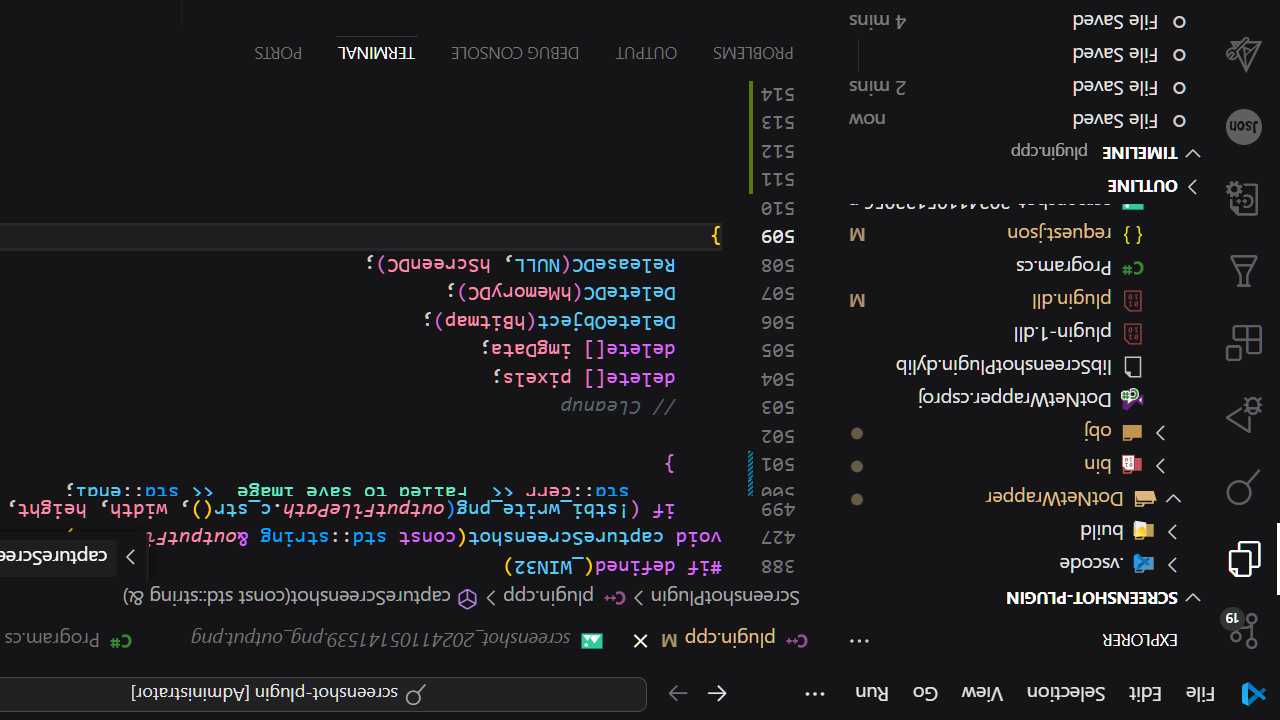 File Edit Selection View Go Run ...
screenshot-plugin [Administrator]
19
EXPLORER ...
SCREENSHOT-PLUGIN
.vscode
build
DotNetWrapper
bin
obj
DotNetWrapper.csproj
libScreenshotPlugin.dylib
plugin-1.dll
plugin.dll M
Program.cs
request.json M
OUTLINE
TIMELINE plugin.cpp
File Saved now
File Saved 2 mins
File Saved
File Saved 4 mins
Json
plugin.cpp M
screenshot_20241105141539.png_output.png
Program.cs
ScreenshotPlugin > plugin.cpp > captureScreenshot(const std::string &)
captureScree
388 #if defined(_WIN32)
427 void captureScreenshot(const std::string &outputFi
499 if (!stbi_write_png(outputFilePath.c_str(), width, height,
500 std::cerr << "Failed to save image" << std::endl;
501 }
502
503 // Cleanup
504 delete[] pixels;
505 delete[] imgData;
506 DeleteObject(hBitmap);
507 DeleteDC(hMemoryDC);
508 ReleaseDC(NULL, hScreenDC);
509 }
510
511
512
513
514
PROBLEMS OUTPUT DEBUG CONSOLE TERMINAL PORTS